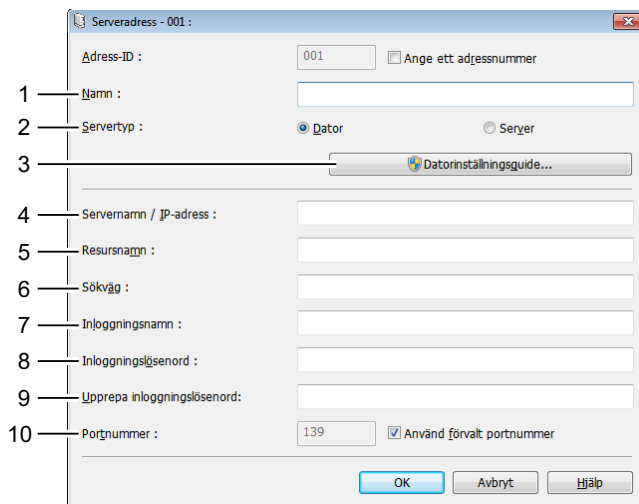 Serveradress - 001 :
Adress-ID : 001 Ange ett adressnummer
1 Namn :
2 Servertyp : Dator Server
3 Datorinställningsguide...
4 Servernamn / IP-adress :
5 Resursnamn :
6 Sökväg :
7 Inloggningsnamn :
8 Inloggningslösenord :
9 Upprepa inloggningslösenord:
10 Portnummer : 139 Använd förvalt portnummer
OK Avbryt Hjälp